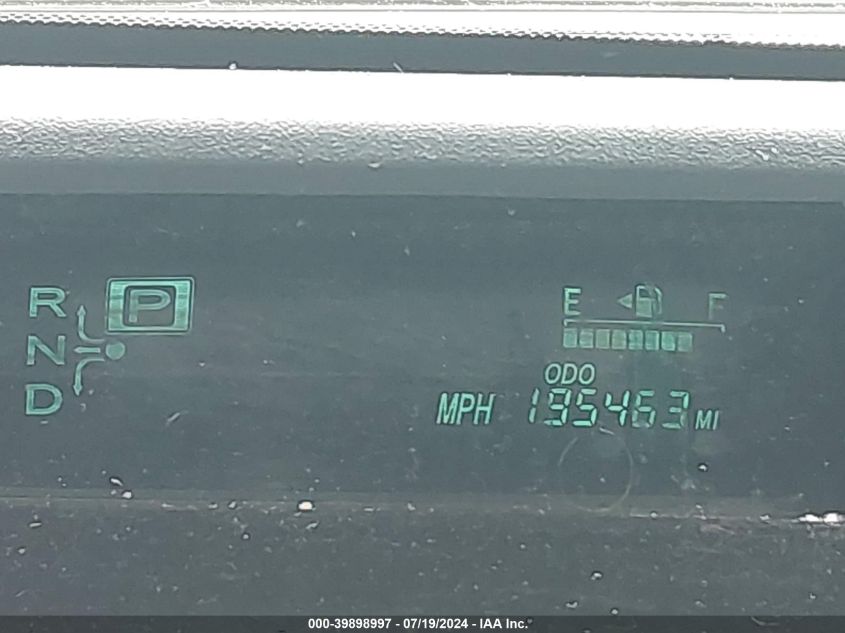 R P
N
D
E F
ODO
MPH 195463 MI
000-39898997 - 07/19/2024 - IAA Inc.